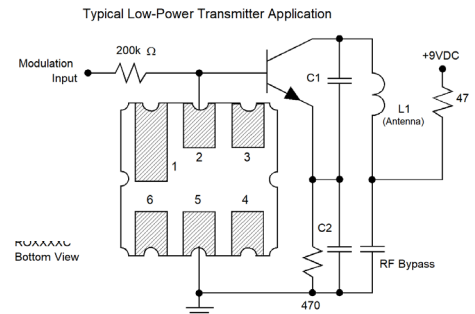 Typical Low-Power Transmitter Application
200k Ω
Modulation
Input
+9VDC
C1
L1
(Antenna)
47
1
2
3
6
5
4
C2
Bottom View
RF Bypass
470